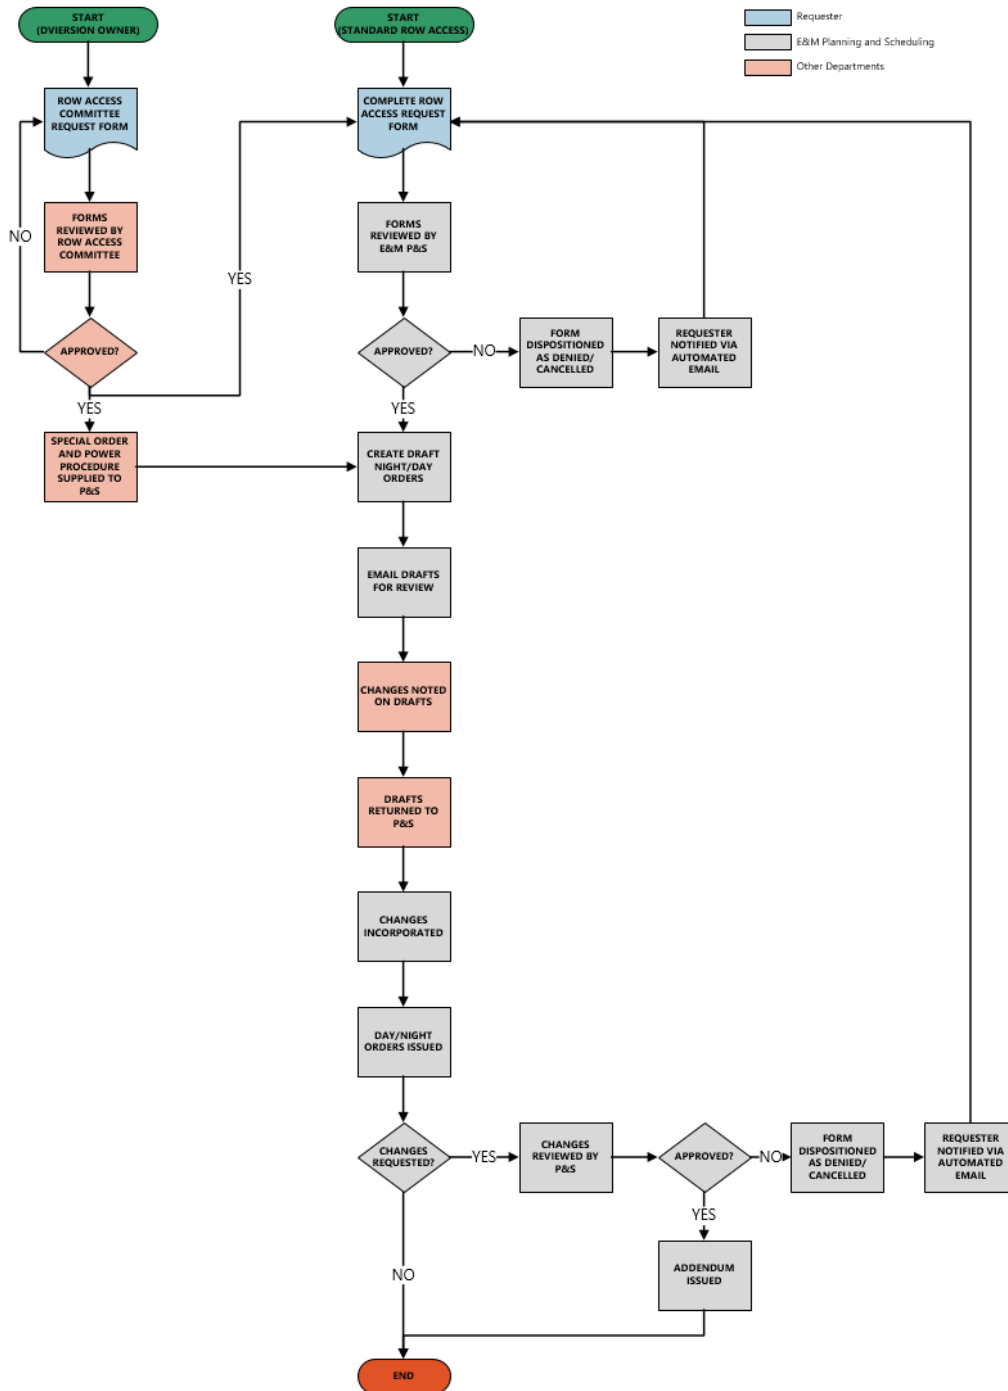 START
(DVIERSION OWNER)
START
(STANDARD ROW ACCESS)
Requester
E&M Planning and Scheduling
Other Departments
ROW ACCESS
COMMITTEE
REQUEST FORM
COMPLETE ROW
ACCESS REQUEST
FORM
FORMS
REVIEWED BY
ROW ACCESS
COMMITTEE
FORMS
REVIEWED BY
E&M P&S
NO
YES
APPROVED?
APPROVED?
NO
FORM
DISPOSITIONED
AS DENIED/
CANCELLED
REQUESTER
NOTIFIED VIA
AUTOMATED
EMAIL
YES
YES
SPECIAL ORDER
AND POWER
PROCEDURE
SUPPLIED TO
P&S
CREATE DRAFT
NIGHT/DAY
ORDERS
EMAIL DRAFTS
FOR REVIEW
CHANGES NOTED
ON DRAFTS
DRAFTS
RETURNED TO
P&S
CHANGES
INCORPORATED
DAY/NIGHT
ORDERS ISSUED
CHANGES
REQUESTED?
YES
CHANGES
REVIEWED BY
P&S
APPROVED?
NO
FORM
DISPOSITIONED
AS DENIED/
CANCELLED
REQUESTER
NOTIFIED VIA
AUTOMATED
EMAIL
YES
NO
ADDENDUM
ISSUED
END